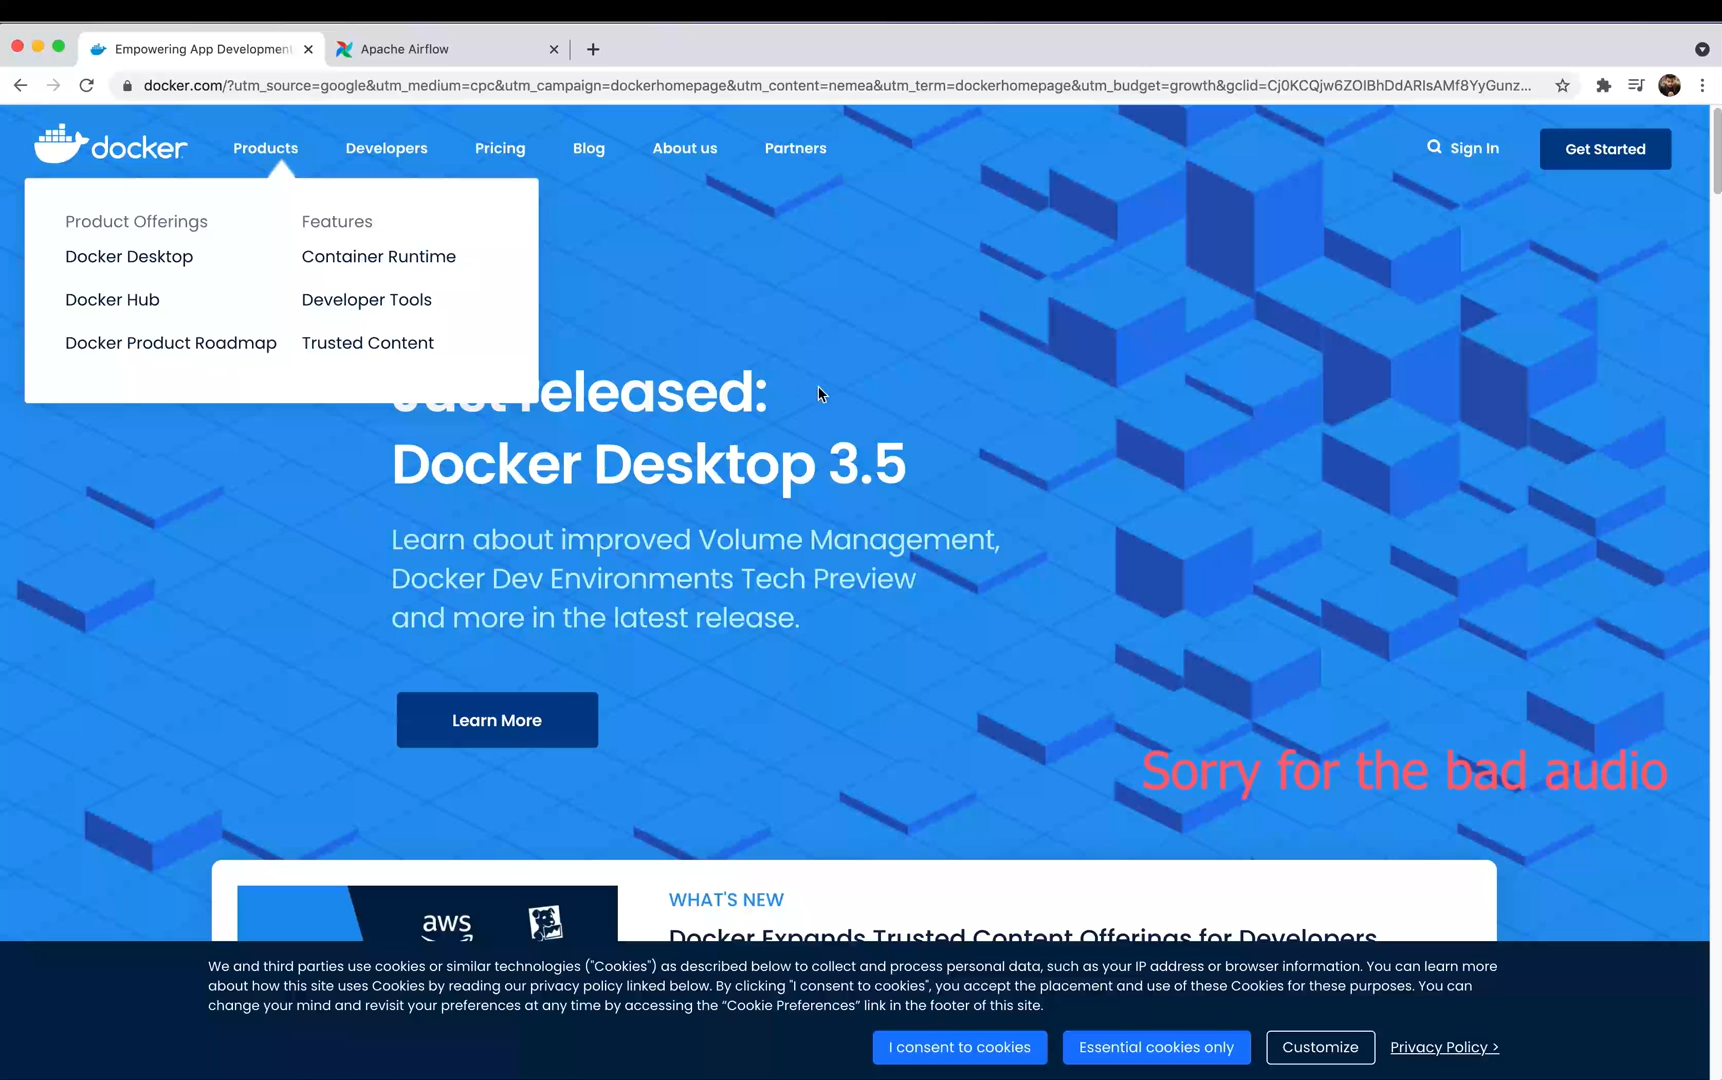 Empowering App Development
Apache Airflow
docker.com/?utm_source=google&utm_medium=cpc&utm_campaign=dockerhomepage&utm_content=nemea&utm_term=dockerhomepage&utm_budget=growth&gclid=Cj0KCQjw6ZOIBhDdARIsAMf8YyGunz...
docker
Products
Developers
Pricing
Blog
About us
Partners
Sign In
Get Started
Product Offerings
Docker Desktop
Docker Hub
Docker Product Roadmap
Features
Container Runtime
Developer Tools
Trusted Content
Just released:
Docker Desktop 3.5
Learn about improved Volume Management,
Docker Dev Environments Tech Preview
and more in the latest release.
Learn More
Sorry for the bad audio
aws
WHAT'S NEW
Docker Expands Trusted Content Offerings for Developers
We and third parties use cookies or similar technologies ("Cookies") as described below to collect and process personal data, such as your IP address or browser information. You can learn more
about how this site uses Cookies by reading our privacy policy linked below. By clicking "I consent to cookies", you accept the placement and use of these Cookies for these purposes. You can
change your mind and revisit your preferences at any time by accessing the “Cookie Preferences” link in the footer of this site.
I consent to cookies
Essential cookies only
Customize
Privacy Policy >